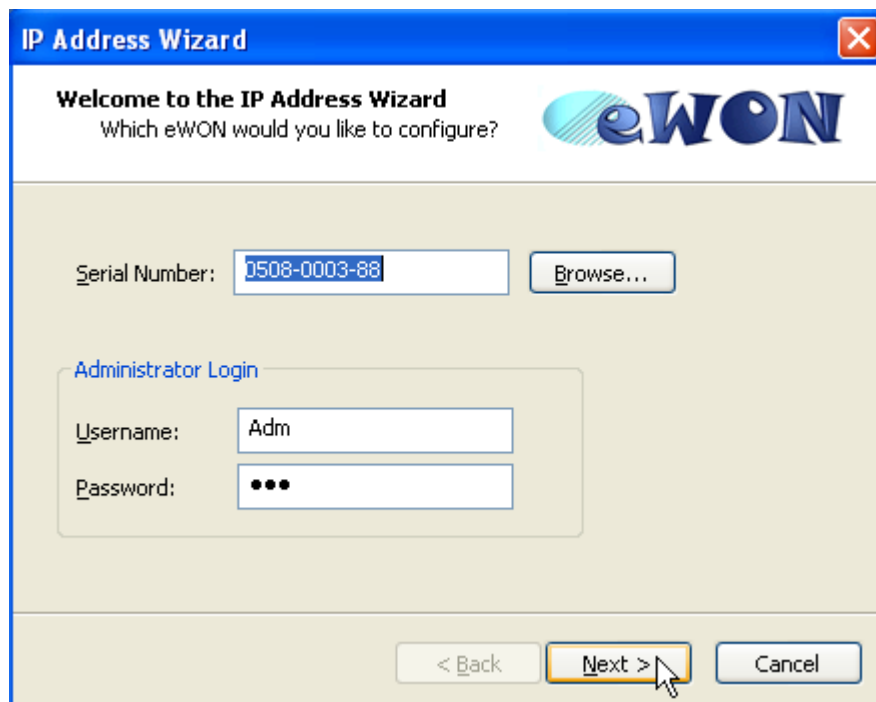 IP Address Wizard
Welcome to the IP Address Wizard
Which eWON would you like to configure?
eWON
Serial Number: 0508-0003-88 Browse...
Administrator Login
Username: Adm
Password: •••
< Back Next > Cancel